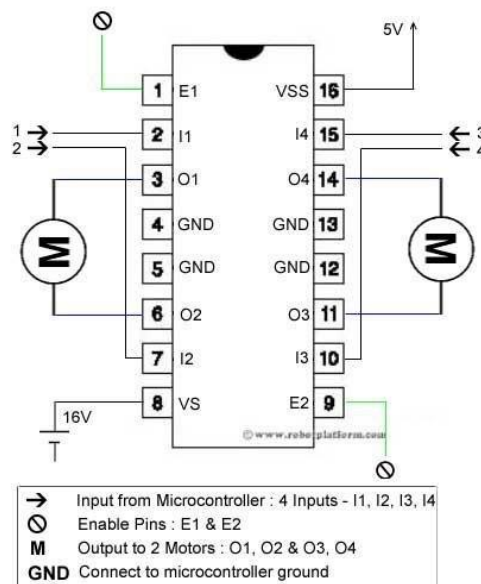 5V
1 E1 VSS 16
1 2 I1 I4 15 3
2 4
3 O1 O4 14
4 GND GND 13
M M
5 GND GND 12
6 O2 O3 11
7 I2 I3 10
8 VS E2 9
16V
© www.robotplatform.com
Input from Microcontroller : 4 Inputs - I1, I2, I3, I4
Enable Pins : E1 & E2
M Output to 2 Motors : O1, O2 & O3, O4
GND Connect to microcontroller ground